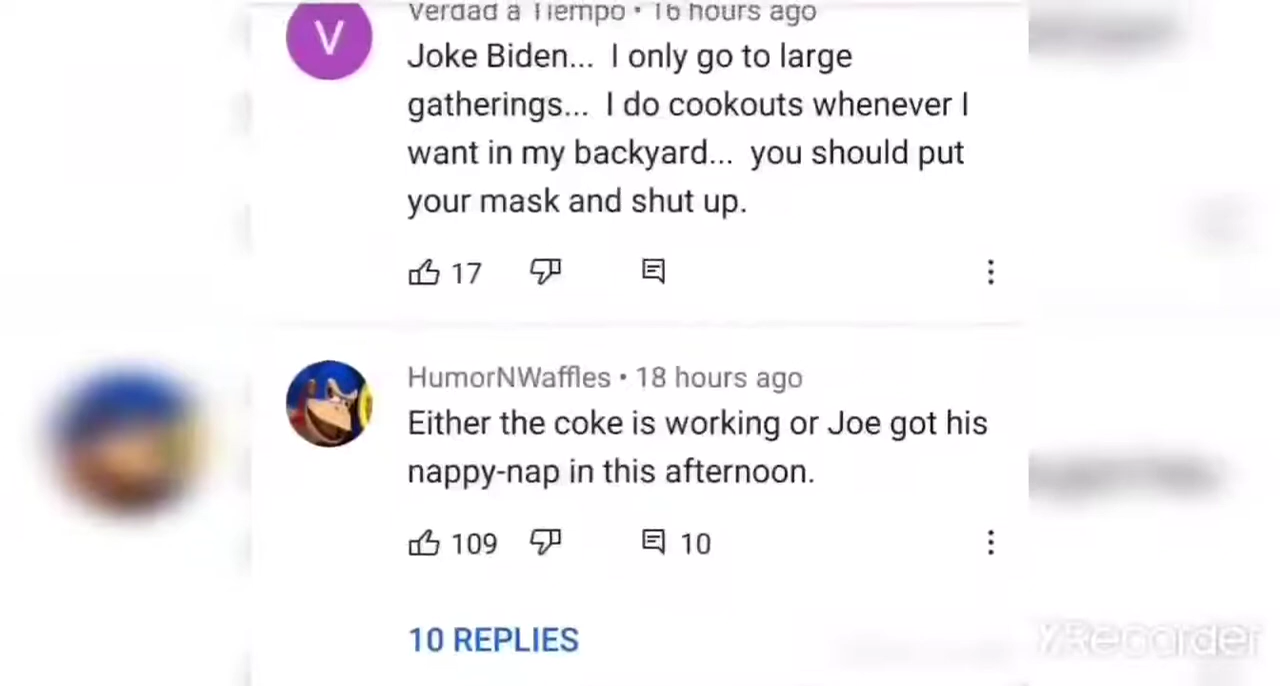 Verdad a Tiempo • 16 hours ago
V
Joke Biden... I only go to large
gatherings... I do cookouts whenever I
want in my backyard... you should put
your mask and shut up.
17
HumorNWaffles • 18 hours ago
Either the coke is working or Joe got his
nappy-nap in this afternoon.
109
10
10 REPLIES
XRecorder